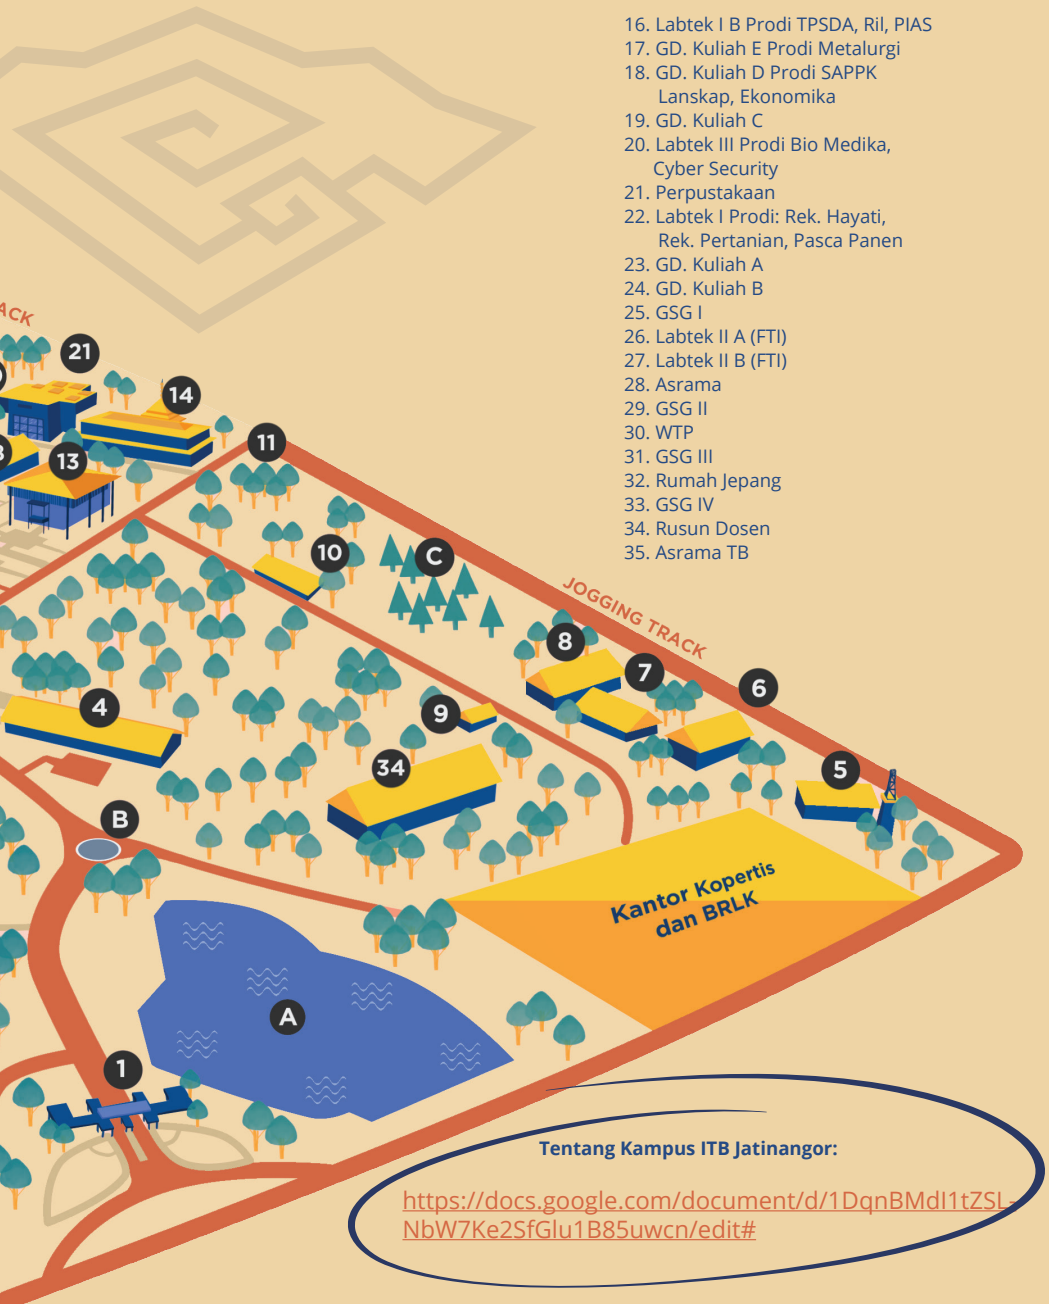 16. Labtek I B Prodi TPSDA, Ril, PIAS
17. GD. Kuliah E Prodi Metalurgi
18. GD. Kuliah D Prodi SAPPK
Lanskap, Ekonomika
19. GD. Kuliah C
20. Labtek III Prodi Bio Medika,
Cyber Security
21. Perpustakaan
22. Labtek I Prodi: Rek. Hayati,
Rek. Pertanian, Pasca Panen
23. GD. Kuliah A
24. GD. Kuliah B
25. GSG I
26. Labtek II A (FTI)
27. Labtek II B (FTI)
28. Asrama
29. GSG II
30. WTP
31. GSG III
32. Rumah Jepang
33. GSG IV
34. Rusun Dosen
35. Asrama TB
21
14
11
13
10
C
JOGGING TRACK
8
7
6
4
9
34
5
B
Kantor Kopertis
dan BRLK
A
1
Tentang Kampus ITB Jatinangor:
https://docs.google.com/document/d/1DqnBMdI1tZSL-
NbW7Ke2SfGlu1B85uwcn/edit#